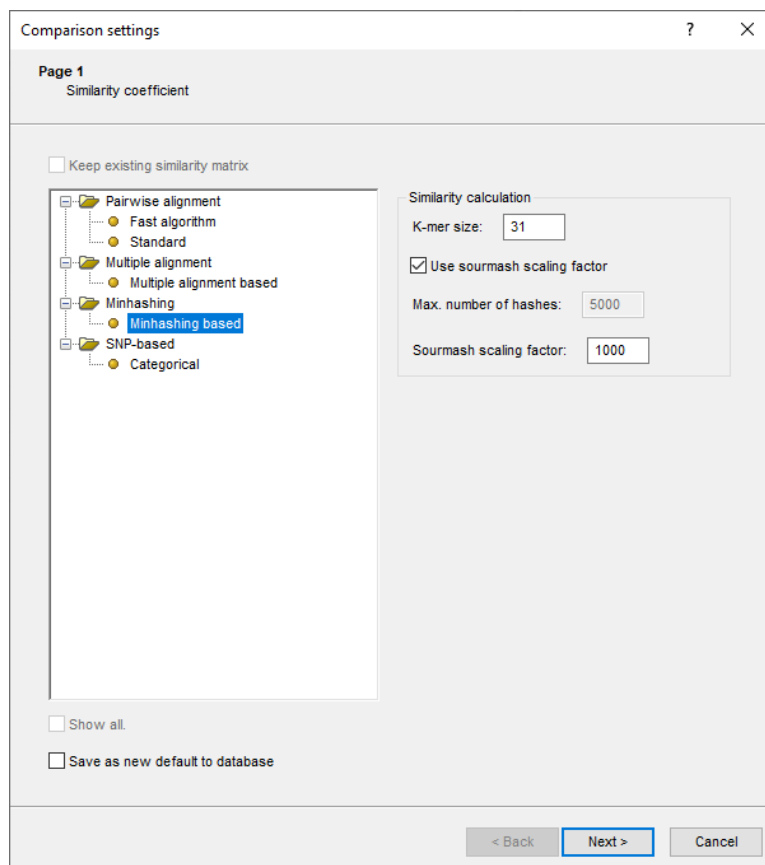 Comparison settings ?
Page 1
Similarity coefficient
Keep existing similarity matrix
Pairwise alignment
Fast algorithm
Standard
Multiple alignment
Multiple alignment based
Minhashing
Minhashing based
SNP-based
Categorical
Similarity calculation
K-mer size: 31
Use sourmash scaling factor
Max. number of hashes: 5000
Sourmash scaling factor: 1000
Show all.
Save as new default to database
< Back Next > Cancel